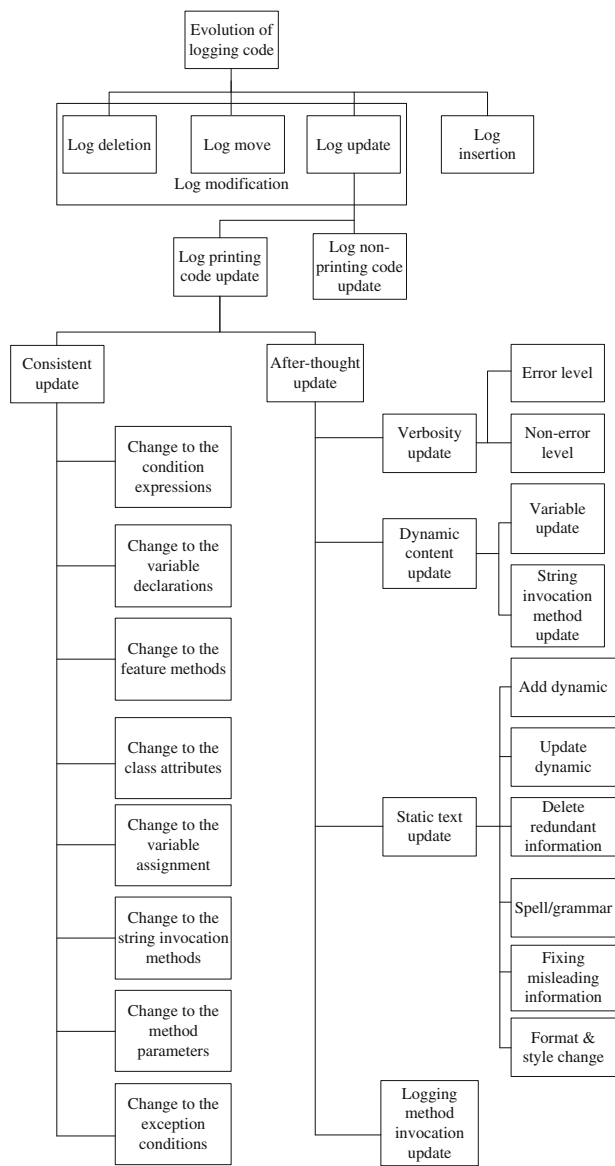 Evolution of
logging code
Log deletion
Log move
Log update
Log
insertion
Log modification
Log printing
code update
Log non-
printing code
update
Consistent
update
After-thought
update
Change to the
condition
expressions
Change to the
variable
declarations
Change to the
feature methods
Change to the
class attributes
Change to the
variable
assignment
Change to the
string invocation
methods
Change to the
method
parameters
Change to the
exception
conditions
Verbosity
update
Error level
Non-error
level
Dynamic
content
update
Variable
update
String
invocation
method
update
Static text
update
Add dynamic
Update
dynamic
Delete
redundant
information
Spell/grammar
Fixing
misleading
information
Format &
style change
Logging
method
invocation
update